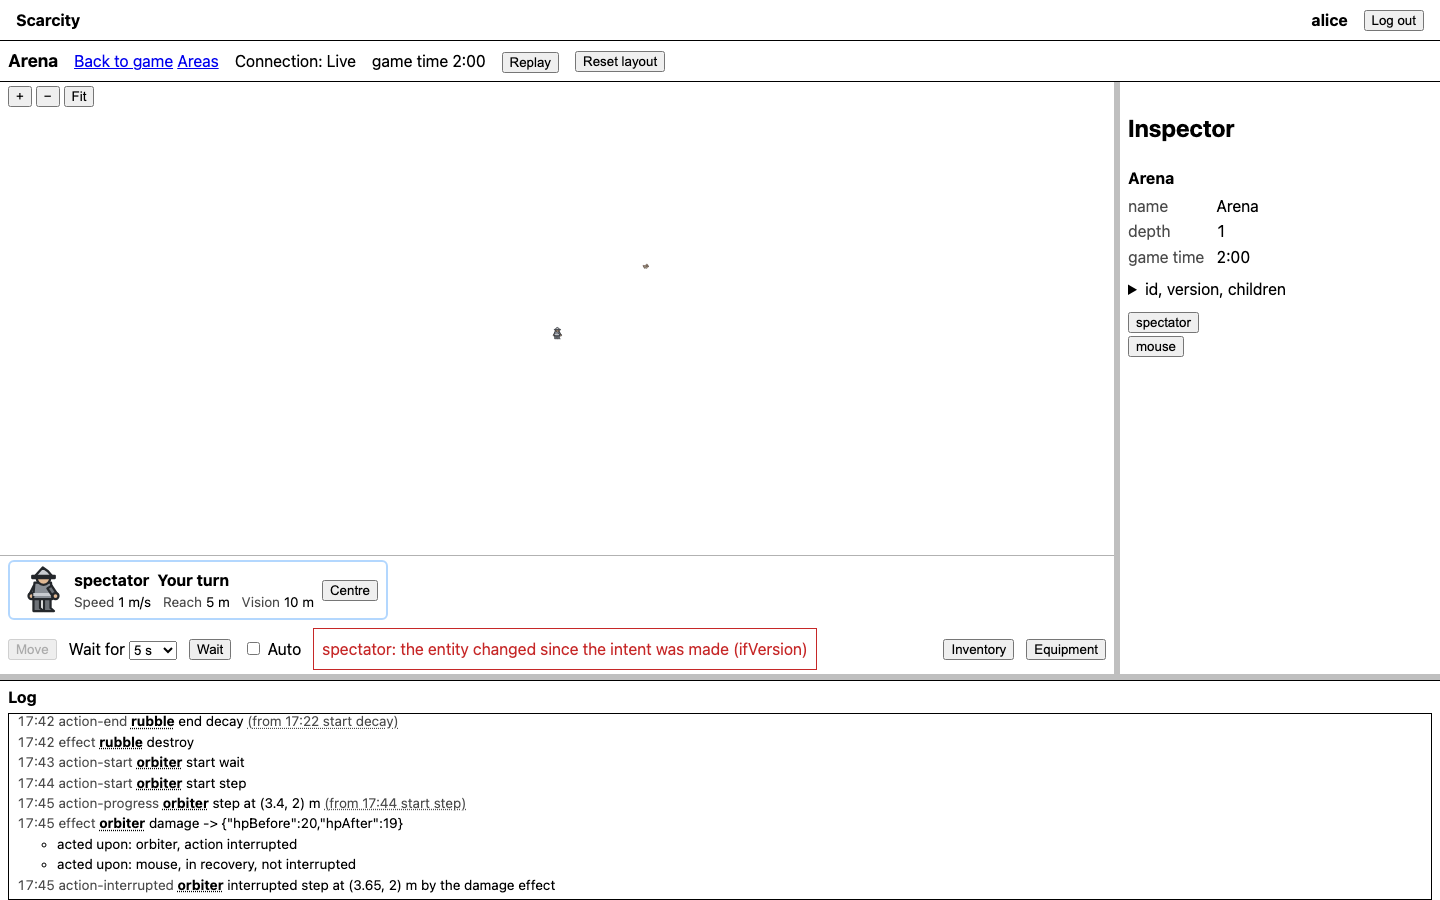 Scarcity
alice Log out
Arena Back to game Areas Connection: Live game time 2:00 Replay Reset layout
+ − Fit
Inspector
Arena
name Arena
depth 1
game time 2:00
▶ id, version, children
spectator
mouse
spectator Your turn
Speed 1 m/s Reach 5 m Vision 10 m
Centre
Move Wait for 5 s Wait Auto spectator: the entity changed since the intent was made (ifVersion) Inventory Equipment
Log
17:42 action-end rubble end decay (from 17:22 start decay)
17:42 effect rubble destroy
17:43 action-start orbiter start wait
17:44 action-start orbiter start step
17:45 action-progress orbiter step at (3.4, 2) m (from 17:44 start step)
17:45 effect orbiter damage -> {"hpBefore":20,"hpAfter":19}
acted upon: orbiter, action interrupted
acted upon: mouse, in recovery, not interrupted
17:45 action-interrupted orbiter interrupted step at (3.65, 2) m by the damage effect